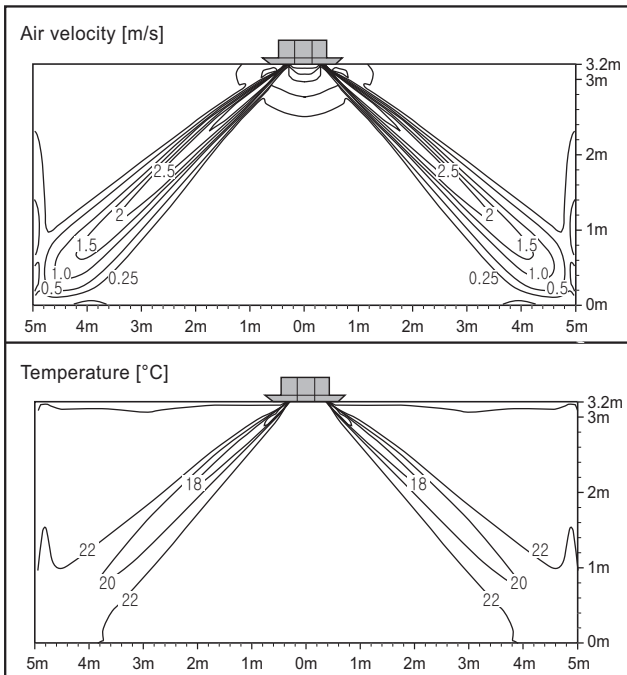 Air velocity [m/s]
3.2m
3m
2.5 2.5
2m
2 2
1.5 1.5
1m
1.0 0.25 0.25 1.0
0.5 0.5
0m
5m 4m 3m 2m 1m 0m 1m 2m 3m 4m 5m
Temperature [°C]
3.2m
3m
18 18
2m
22 22
20 20
1m
22 22
0m
5m 4m 3m 2m 1m 0m 1m 2m 3m 4m 5m